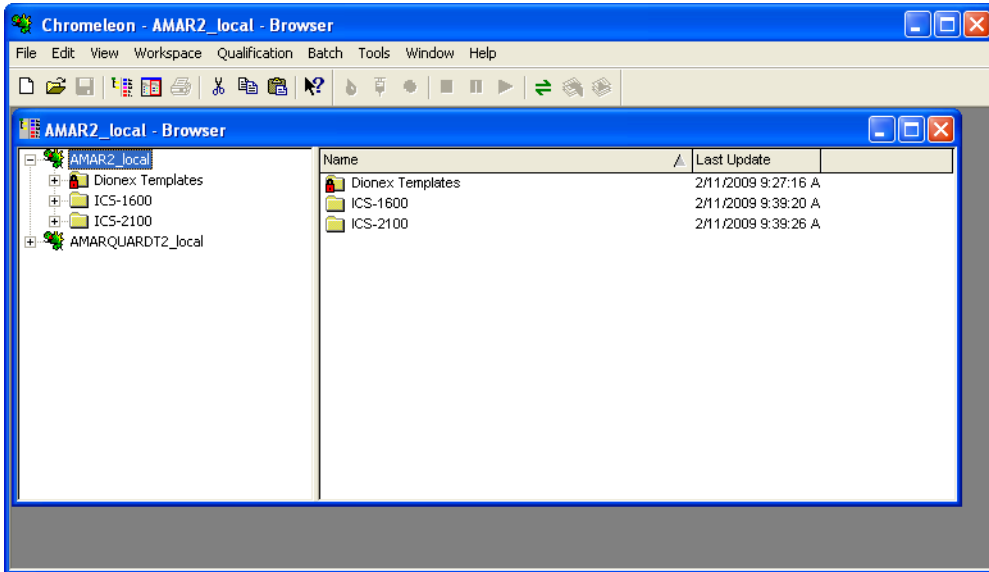 Chromeleon - AMAR2_local - Browser
File Edit View Workspace Qualification Batch Tools Window Help
AMAR2_local - Browser
AMAR2_local
Dionex Templates
ICS-1600
ICS-2100
AMARQUARDT2_local
Name Last Update
Dionex Templates 2/11/2009 9:27:16 A
ICS-1600 2/11/2009 9:39:20 A
ICS-2100 2/11/2009 9:39:26 A